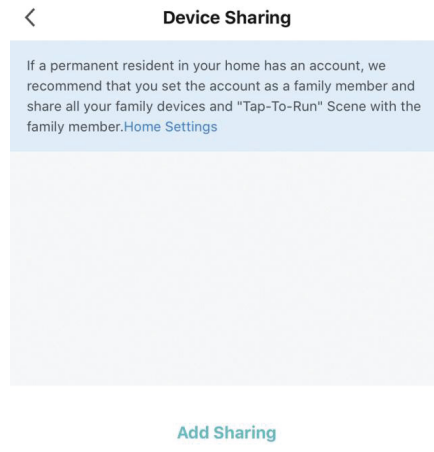 Device Sharing
If a permanent resident in your home has an account, we
recommend that you set the account as a family member and
share all your family devices and "Tap-To-Run" Scene with the
family member.Home Settings
Add Sharing